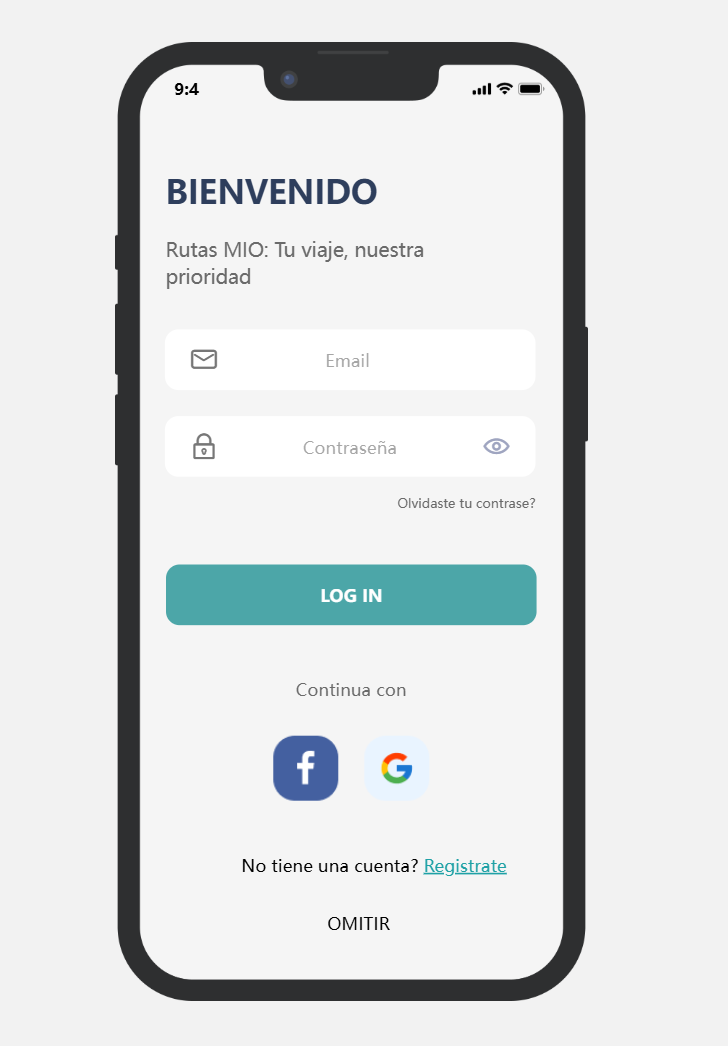 9:4
BIENVENIDO
Rutas MIO: Tu viaje, nuestra
prioridad
Email
Contraseña
Olvidaste tu contrase?
LOG IN
Continua con
f
G
No tiene una cuenta? Registrate
OMITIR